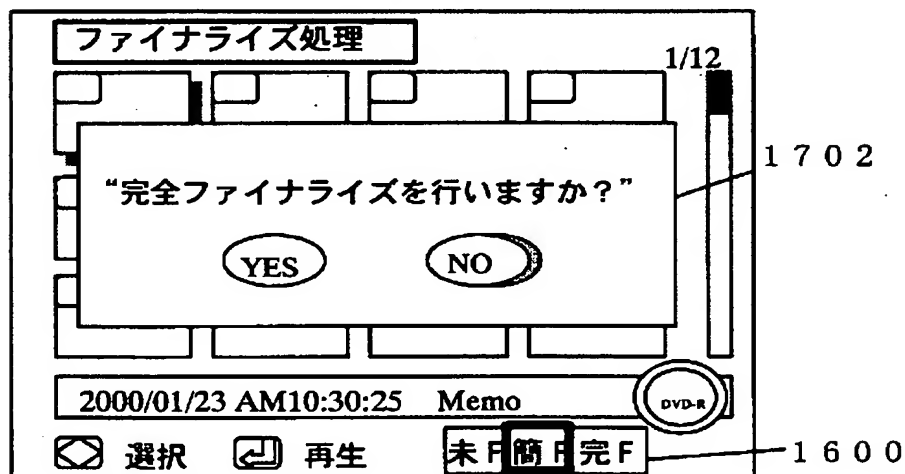 ファイナライズ処理
1/12
1702
“完全ファイナライズを行いますか?”
YES NO
2000/01/23 AM10:30:25 Memo
DVD-R
選択 再生 未F 簡F 完F
1600